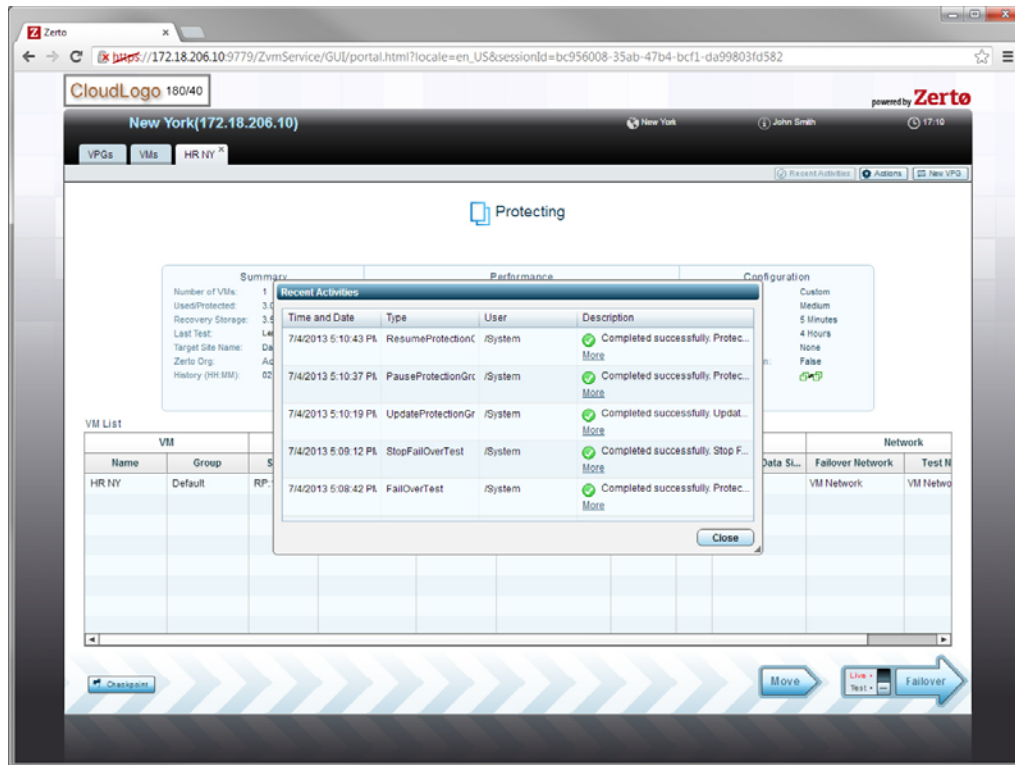 Zerto
https://172.18.206.10:9779/ZvmService/GUI/portal.html?locale=en_US&sessionId=bc956008-35ab-47b4-bcf1-da99803fd582
CloudLogo 180/40
powered by Zerto
New York(172.18.206.10)
New York
John Smith
17:10
VPGs
VMs
HR NY
Recent Activities
Actions
New VPG
Protecting
Summary
Performance
Configuration
Number of VMs: 1
Custom
Used/Protected: 3.0
Medium
Recovery Storage: 3.5
5 Minutes
Last Test:
4 Hours
Target Site Name: Da
None
Zerto Org: Ac
False
History (HH:MM): 02
Recent Activities
Time and Date Type User Description
7/4/2013 5:10:43 PM ResumeProtectionG /System Completed successfully. Protec...
More
7/4/2013 5:10:37 PM PauseProtectionGrc /System Completed successfully. Protec...
More
7/4/2013 5:10:19 PM UpdateProtectionGr /System Completed successfully. Updat...
More
7/4/2013 5:09:12 PM StopFailOverTest /System Completed successfully. Stop F...
More
7/4/2013 5:08:42 PM FailOverTest /System Completed successfully. Protec...
More
Close
VM List
VM
Network
Name Group S
Data Si... Failover Network Test N
HR NY Default RP:
VM Network VM Netwo
Checkpoint
Move
Live
Test
Failover